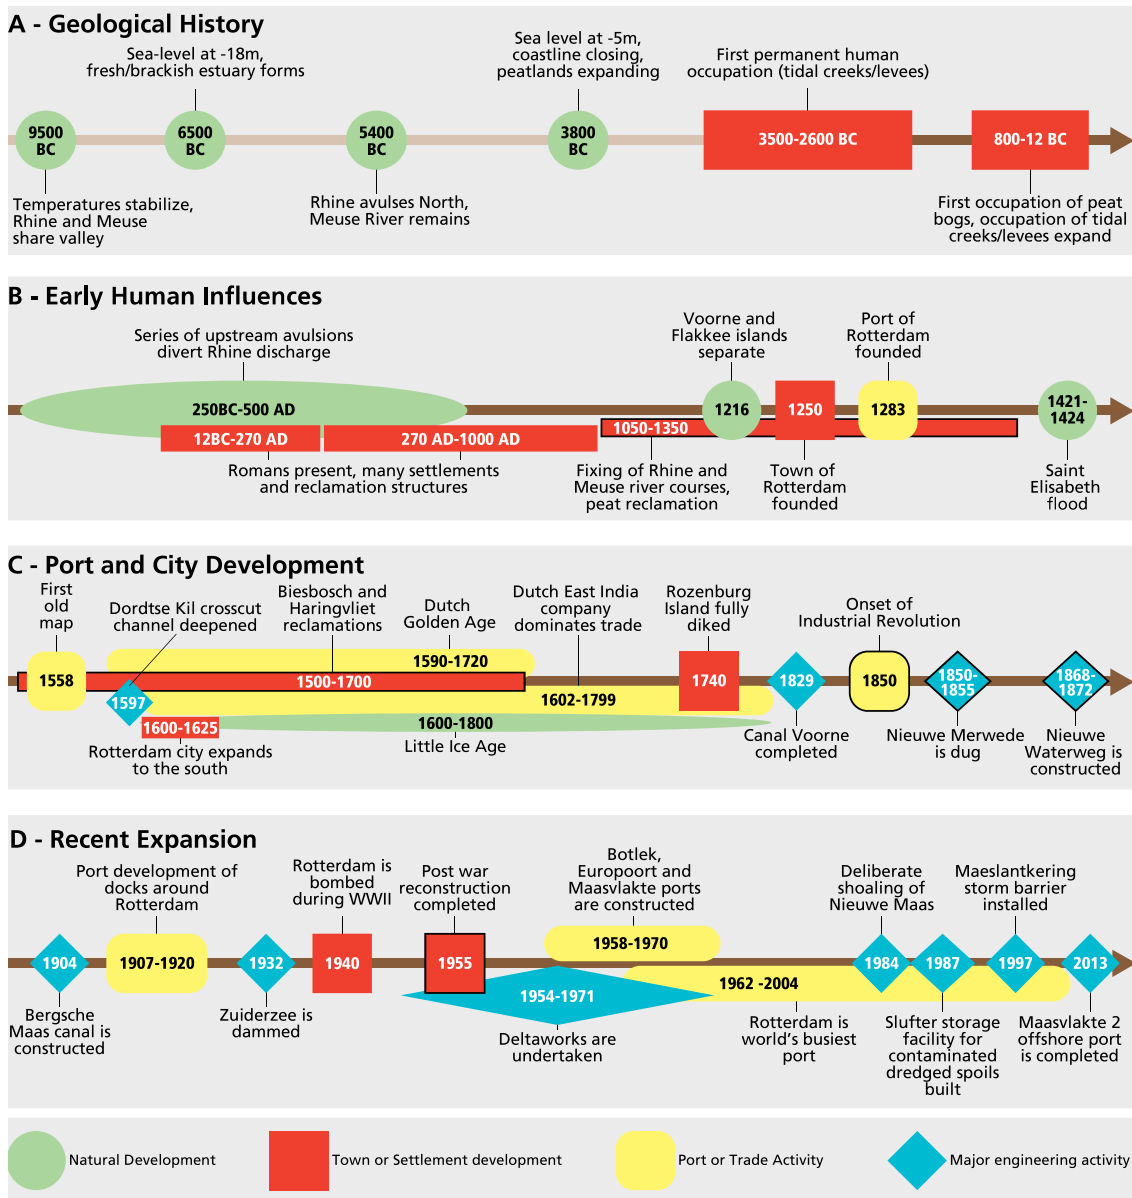 A - Geological History
Sea-level at -18m,
fresh/brackish estuary forms
Sea level at -5m,
coastline closing,
peatlands expanding
First permanent human
occupation (tidal creeks/levees)
9500
BC
6500
BC
5400
BC
3800
BC
3500-2600 BC
800-12 BC
Temperatures stabilize,
Rhine and Meuse
share valley
Rhine avulses North,
Meuse River remains
First occupation of peat
bogs, occupation of tidal
creeks/levees expand
B - Early Human Influences
Series of upstream avulsions
divert Rhine discharge
Voorne and
Flakkee islands
separate
Port of
Rotterdam
founded
250BC-500 AD
12BC-270 AD
270 AD-1000 AD
1050-1350
1216
1250
1283
1421-
1424
Romans present, many settlements
and reclamation structures
Fixing of Rhine and
Meuse river courses,
peat reclamation
Town of
Rotterdam
founded
Saint
Elisabeth
flood
C - Port and City Development
First
old
map
Dordtse Kil crosscut
channel deepened
Biesbosch and
Haringvliet
reclamations
Dutch
Golden Age
Dutch East India
company
dominates trade
Rozenburg
Island fully
diked
Onset of
Industrial Revolution
1558
1590-1720
1500-1700
1597
1602-1799
1600-1625
1600-1800
1740
1829
1850
1850-
1855
1868-
1872
Rotterdam city expands
to the south
Little Ice Age
Canal Voorne
completed
Nieuwe Merwede
is dug
Nieuwe
Waterweg is
constructed
D - Recent Expansion
Port development of
docks around
Rotterdam
Rotterdam is
bombed
during WWII
Post war
reconstruction
completed
Botlek,
Europoort and
Maasvlakte ports
are constructed
Deliberate
shoaling of
Nieuwe Maas
Maeslantkering
storm barrier
installed
1904
1907-1920
1932
1940
1955
1958-1970
1954-1971
1962 -2004
1984
1987
1997
2013
Bergsche
Maas canal is
constructed
Zuiderzee is
dammed
Deltaworks are
undertaken
Rotterdam is
world's busiest
port
Slufter storage
facility for
contaminated
dredged spoils
built
Maasvlakte 2
offshore port
is completed
Natural Development
Town or Settlement development
Port or Trade Activity
Major engineering activity